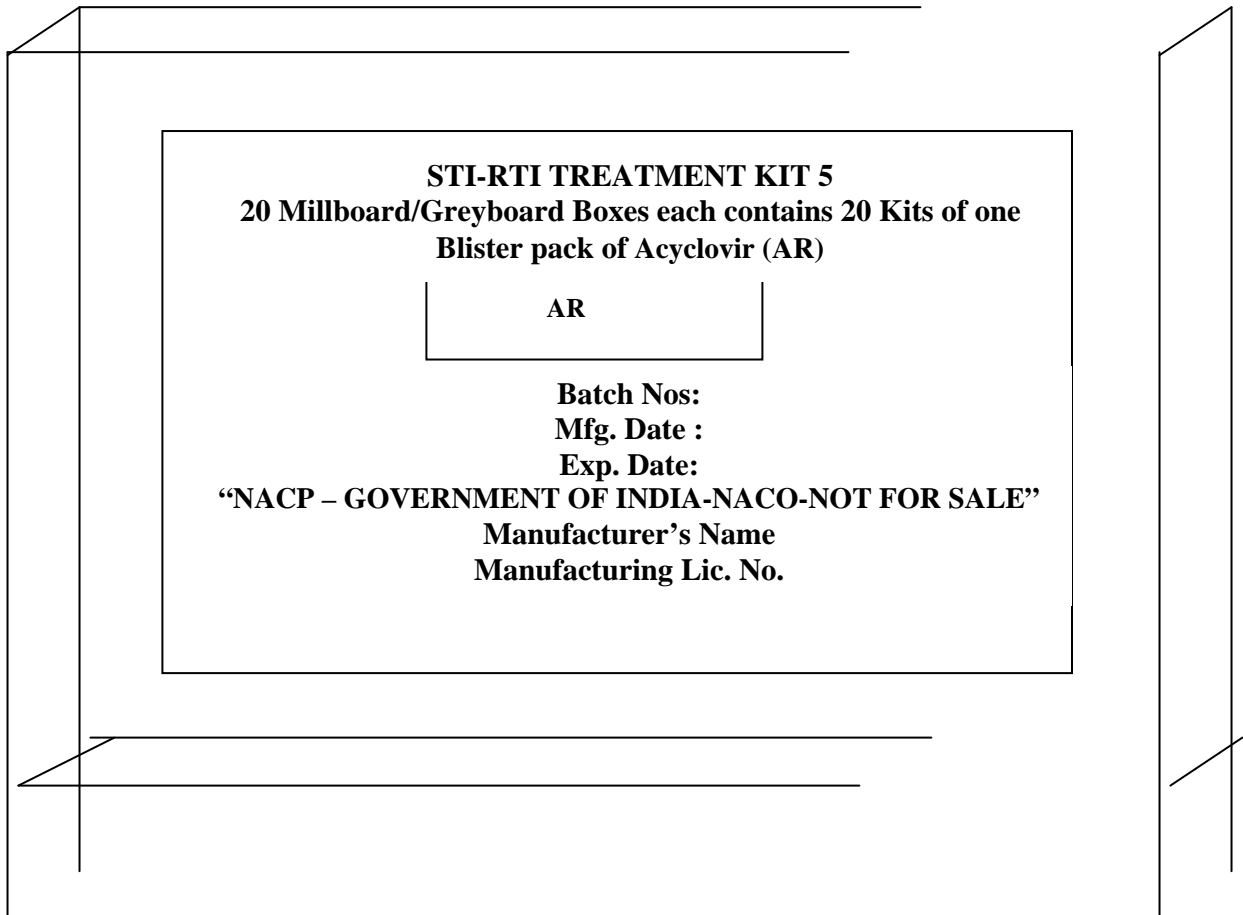 STI-RTI TREATMENT KIT 5
20 Millboard/Greyboard Boxes each contains 20 Kits of one
Blister pack of Acyclovir (AR)
AR
Batch Nos:
Mfg. Date :
Exp. Date:
“NACP – GOVERNMENT OF INDIA-NACO-NOT FOR SALE”
Manufacturer’s Name
Manufacturing Lic. No.